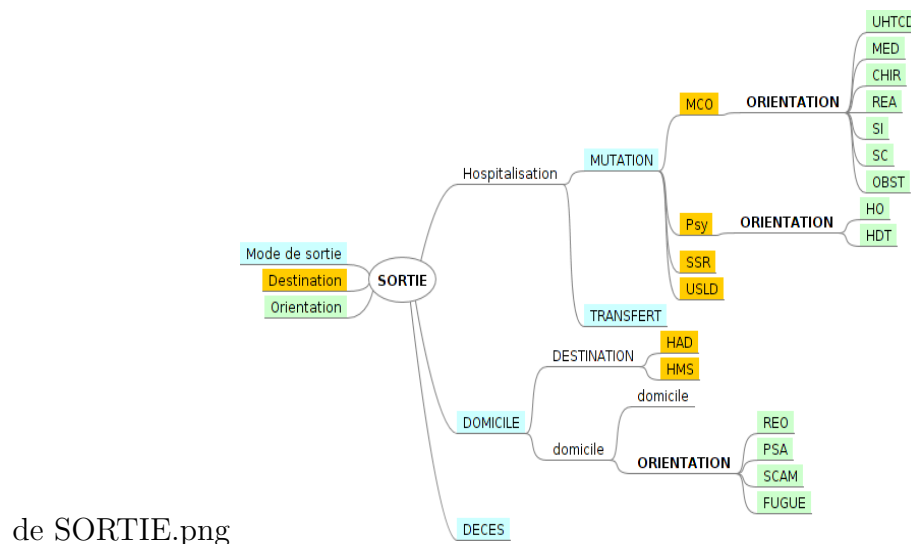 UHTCD
MED
CHIR
MCO
ORIENTATION
REA
SI
SC
OBST
MUTATION
Hospitalisation
HO
Psy
ORIENTATION
HDT
SSR
USLD
TRANSFERT
Mode de sortie
Destination
Orientation
SORTIE
DESTINATION
HAD
HMS
domicile
DOMICILE
domicile
ORIENTATION
REO
PSA
SCAM
FUGUE
DECES
de SORTIE.png